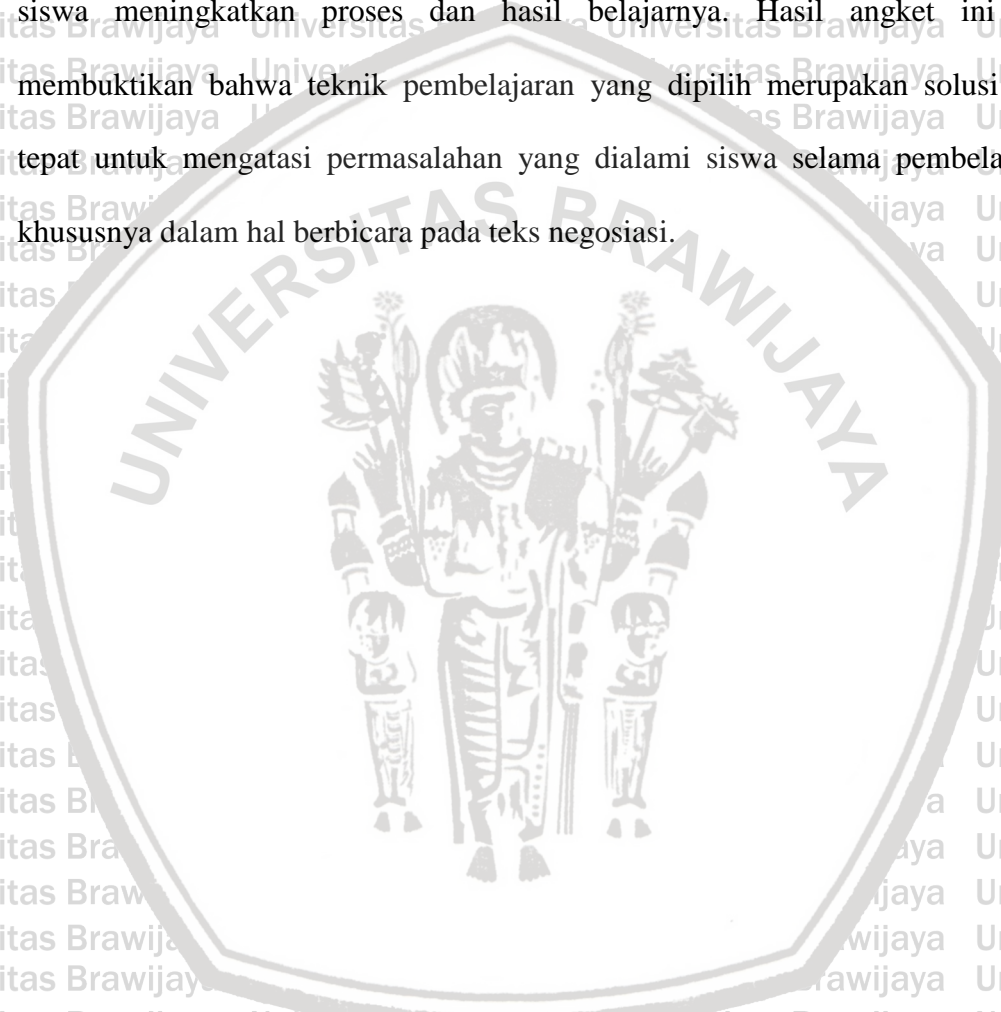 siswa meningkatkan proses dan hasil belajarnya. Hasil angket ini
membuktikan bahwa teknik pembelajaran yang dipilih merupakan solusi
tepat untuk mengatasi permasalahan yang dialami siswa selama
khususnya dalam hal berbicara pada teks negosiasi.
UNIVERSITAS BRAWIJAYA